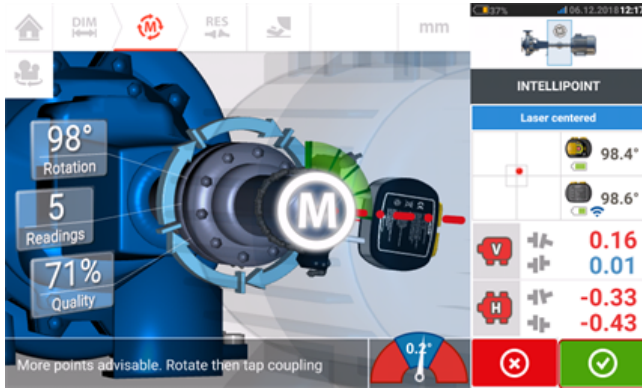 DIM
M
RES
mm
37%
06.12.2018 12:17
INTELLIPOINT
Laser centered
98°
Rotation
5
Readings
71%
Quality
M
98.4°
98.6°
V
0.16
0.01
H
-0.33
-0.43
More points advisable. Rotate then tap coupling
0.2°